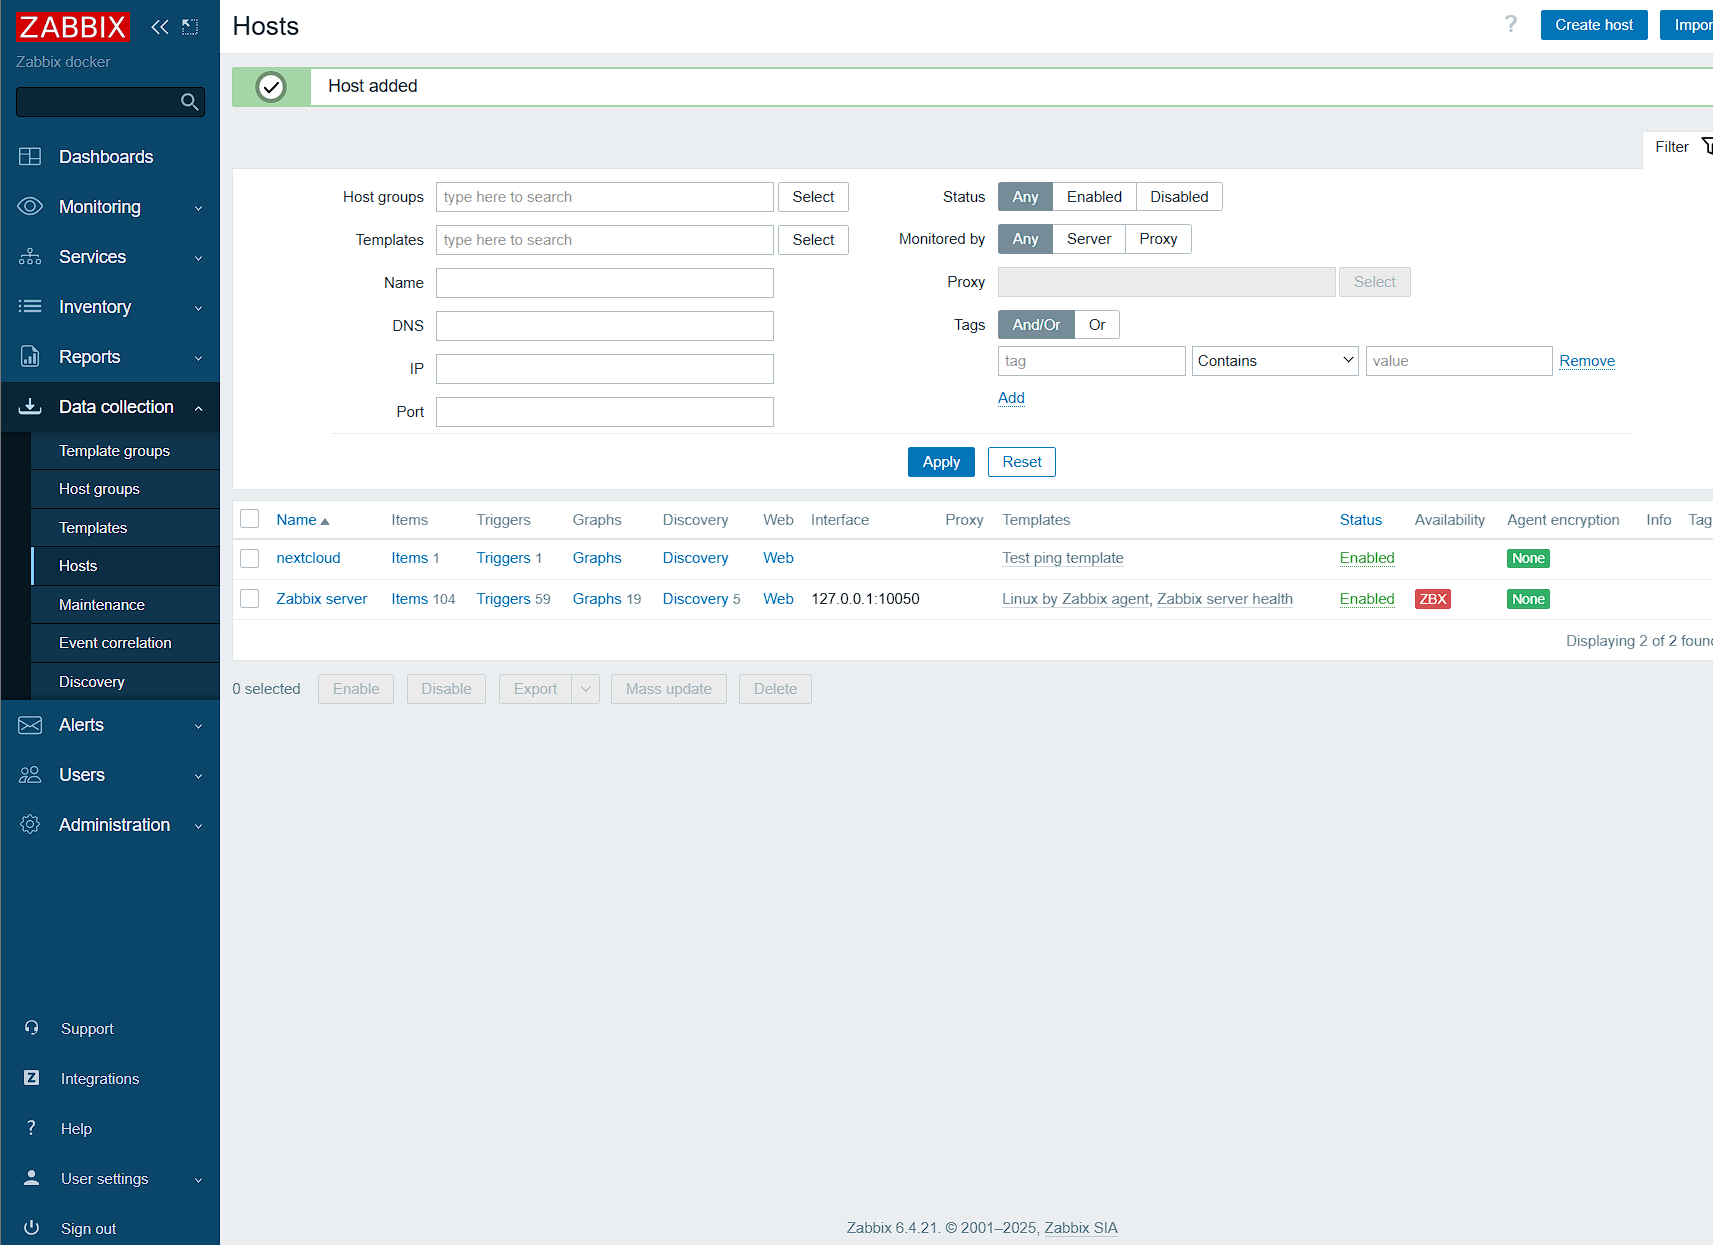 ZABBIX
Zabbix docker
Dashboards
Monitoring
Services
Inventory
Reports
Data collection
Template groups
Host groups
Templates
Hosts
Maintenance
Event correlation
Discovery
Alerts
Users
Administration
Support
Integrations
Help
User settings
Sign out
Hosts
? Create host Impor
Host added
Filter
Host groups type here to search Select
Templates type here to search Select
Name
DNS
IP
Port
Status Any Enabled Disabled
Monitored by Any Server Proxy
Proxy Select
Tags And/Or Or
tag Contains value Remove
Add
Apply Reset
Name Items Triggers Graphs Discovery Web Interface Proxy Templates Status Availability Agent encryption Info Tag
nextcloud Items 1 Triggers 1 Graphs Discovery Web Test ping template Enabled None
Zabbix server Items 104 Triggers 59 Graphs 19 Discovery 5 Web 127.0.0.1:10050 Linux by Zabbix agent, Zabbix server health Enabled ZBX None
Displaying 2 of 2 foun
0 selected Enable Disable Export Mass update Delete
Zabbix 6.4.21. © 2001–2025, Zabbix SIA